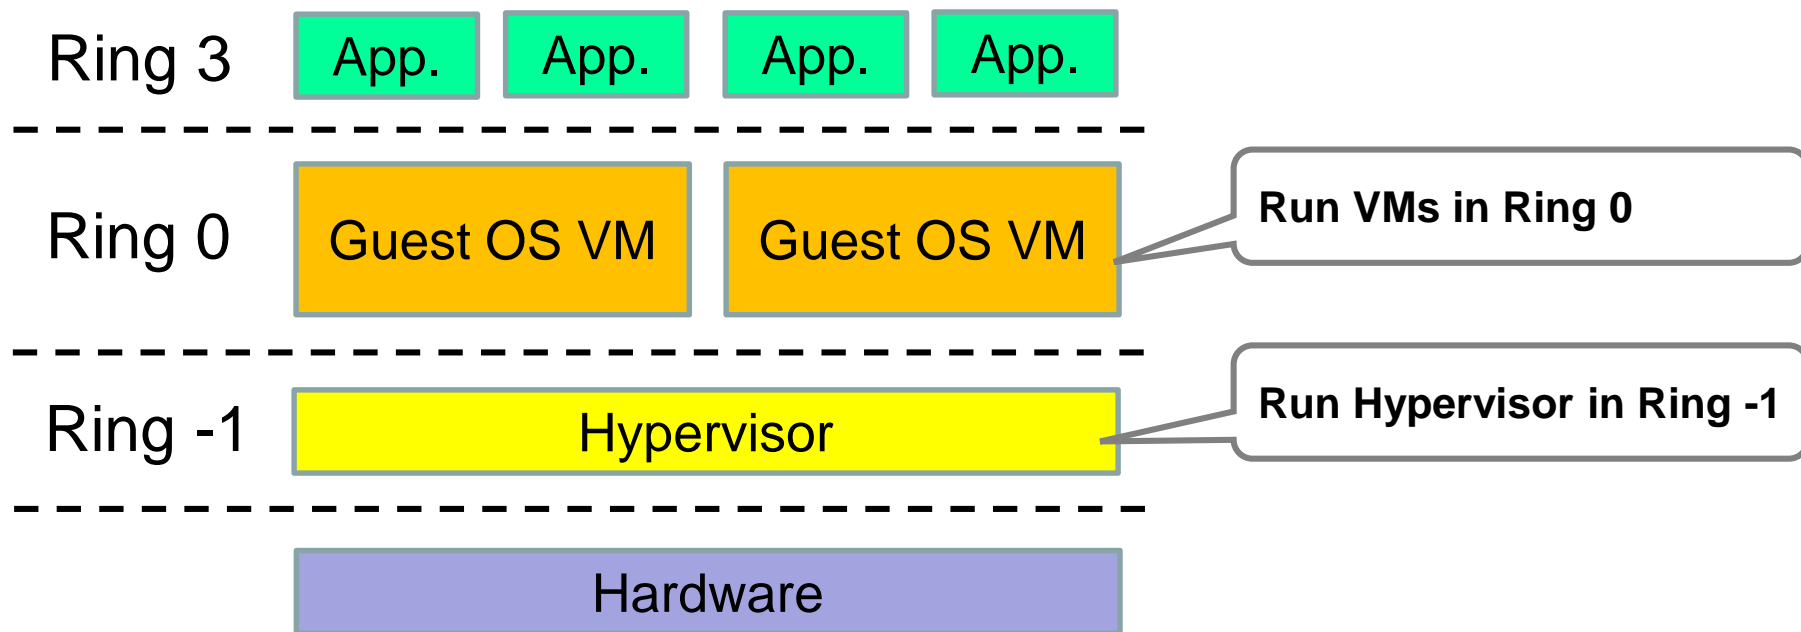 Ring 3
App.
App.
App.
App.
Ring 0
Guest OS VM
Guest OS VM
Run VMs in Ring 0
Ring -1
Hypervisor
Run Hypervisor in Ring -1
Hardware